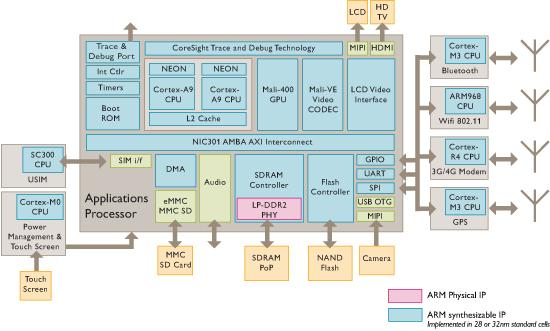 LCD
HD
TV
Trace &
Debug Port
CoreSight Trace and Debug Technology
MIPI
HDMI
Int Ctlr
Timers
Boot
ROM
NEON
NEON
Cortex-A9
CPU
Cortex-A9
CPU
L2 Cache
Mali-400
GPU
Mali-VE
Video
CODEC
LCD Video
Interface
NIC301 AMBA AXI Interconnect
Cortex-
M3 CPU
Bluetooth
ARM968
CPU
Wifi 802.11
Cortex-
R4 CPU
3G/4G Modem
Cortex-
M3 CPU
GPS
SC300
CPU
USIM
SIM i/f
DMA
Audio
SDRAM
Controller
LP-DDR2
PHY
Flash
Controller
GPIO
UART
SPI
USB OTG
MIPI
eMMC
MMC SD
Applications
Processor
Cortex-M0
CPU
Power
Management &
Touch Screen
Touch
Screen
MMC
SD Card
SDRAM
PoP
NAND
Flash
Camera
ARM Physical IP
ARM synthesizable IP
Implemented in 28 or 32nm standard cells